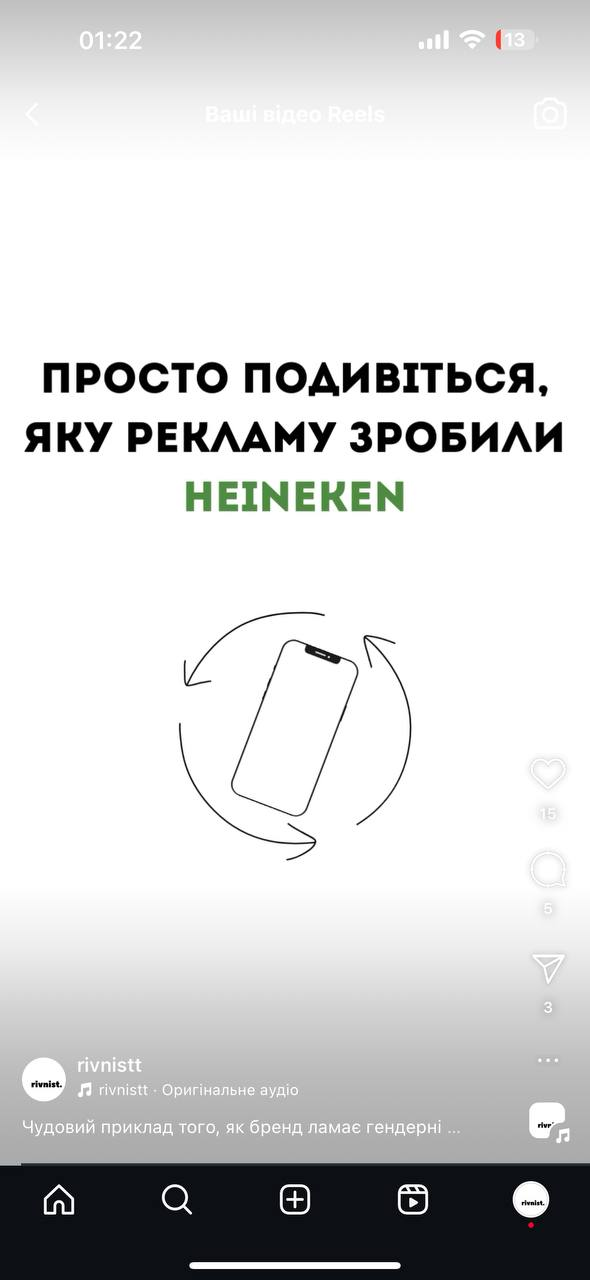 01:22
13
Ваші відео Reels
ПРОСТО ПОДИВІТЬСЯ,
ЯКУ РЕКЛАМУ ЗРОБИЛИ
HEINEKEN
15
5
3
rivnist.
rivnistt
rivnistt · Оригінальне аудіо
Чудовий приклад того, як бренд ламає гендерні ...
rivnist.